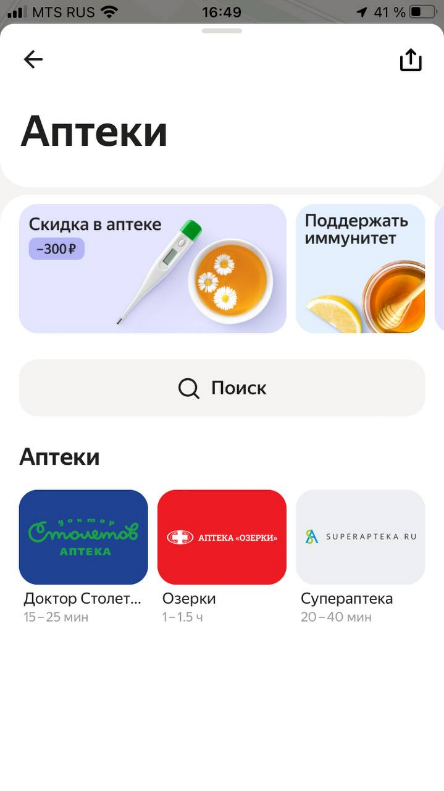 MTS RUS
16:49
41 %
Аптеки
Скидка в аптеке
−300 ₽
Поддержать
иммунитет
Поиск
Аптеки
доктор
Столетов
АПТЕКА
АПТЕКА «ОЗЕРКИ»
SUPERAPTEKA RU
Доктор Столет...
15–25 мин
Озерки
1–1.5 ч
Супераптека
20–40 мин